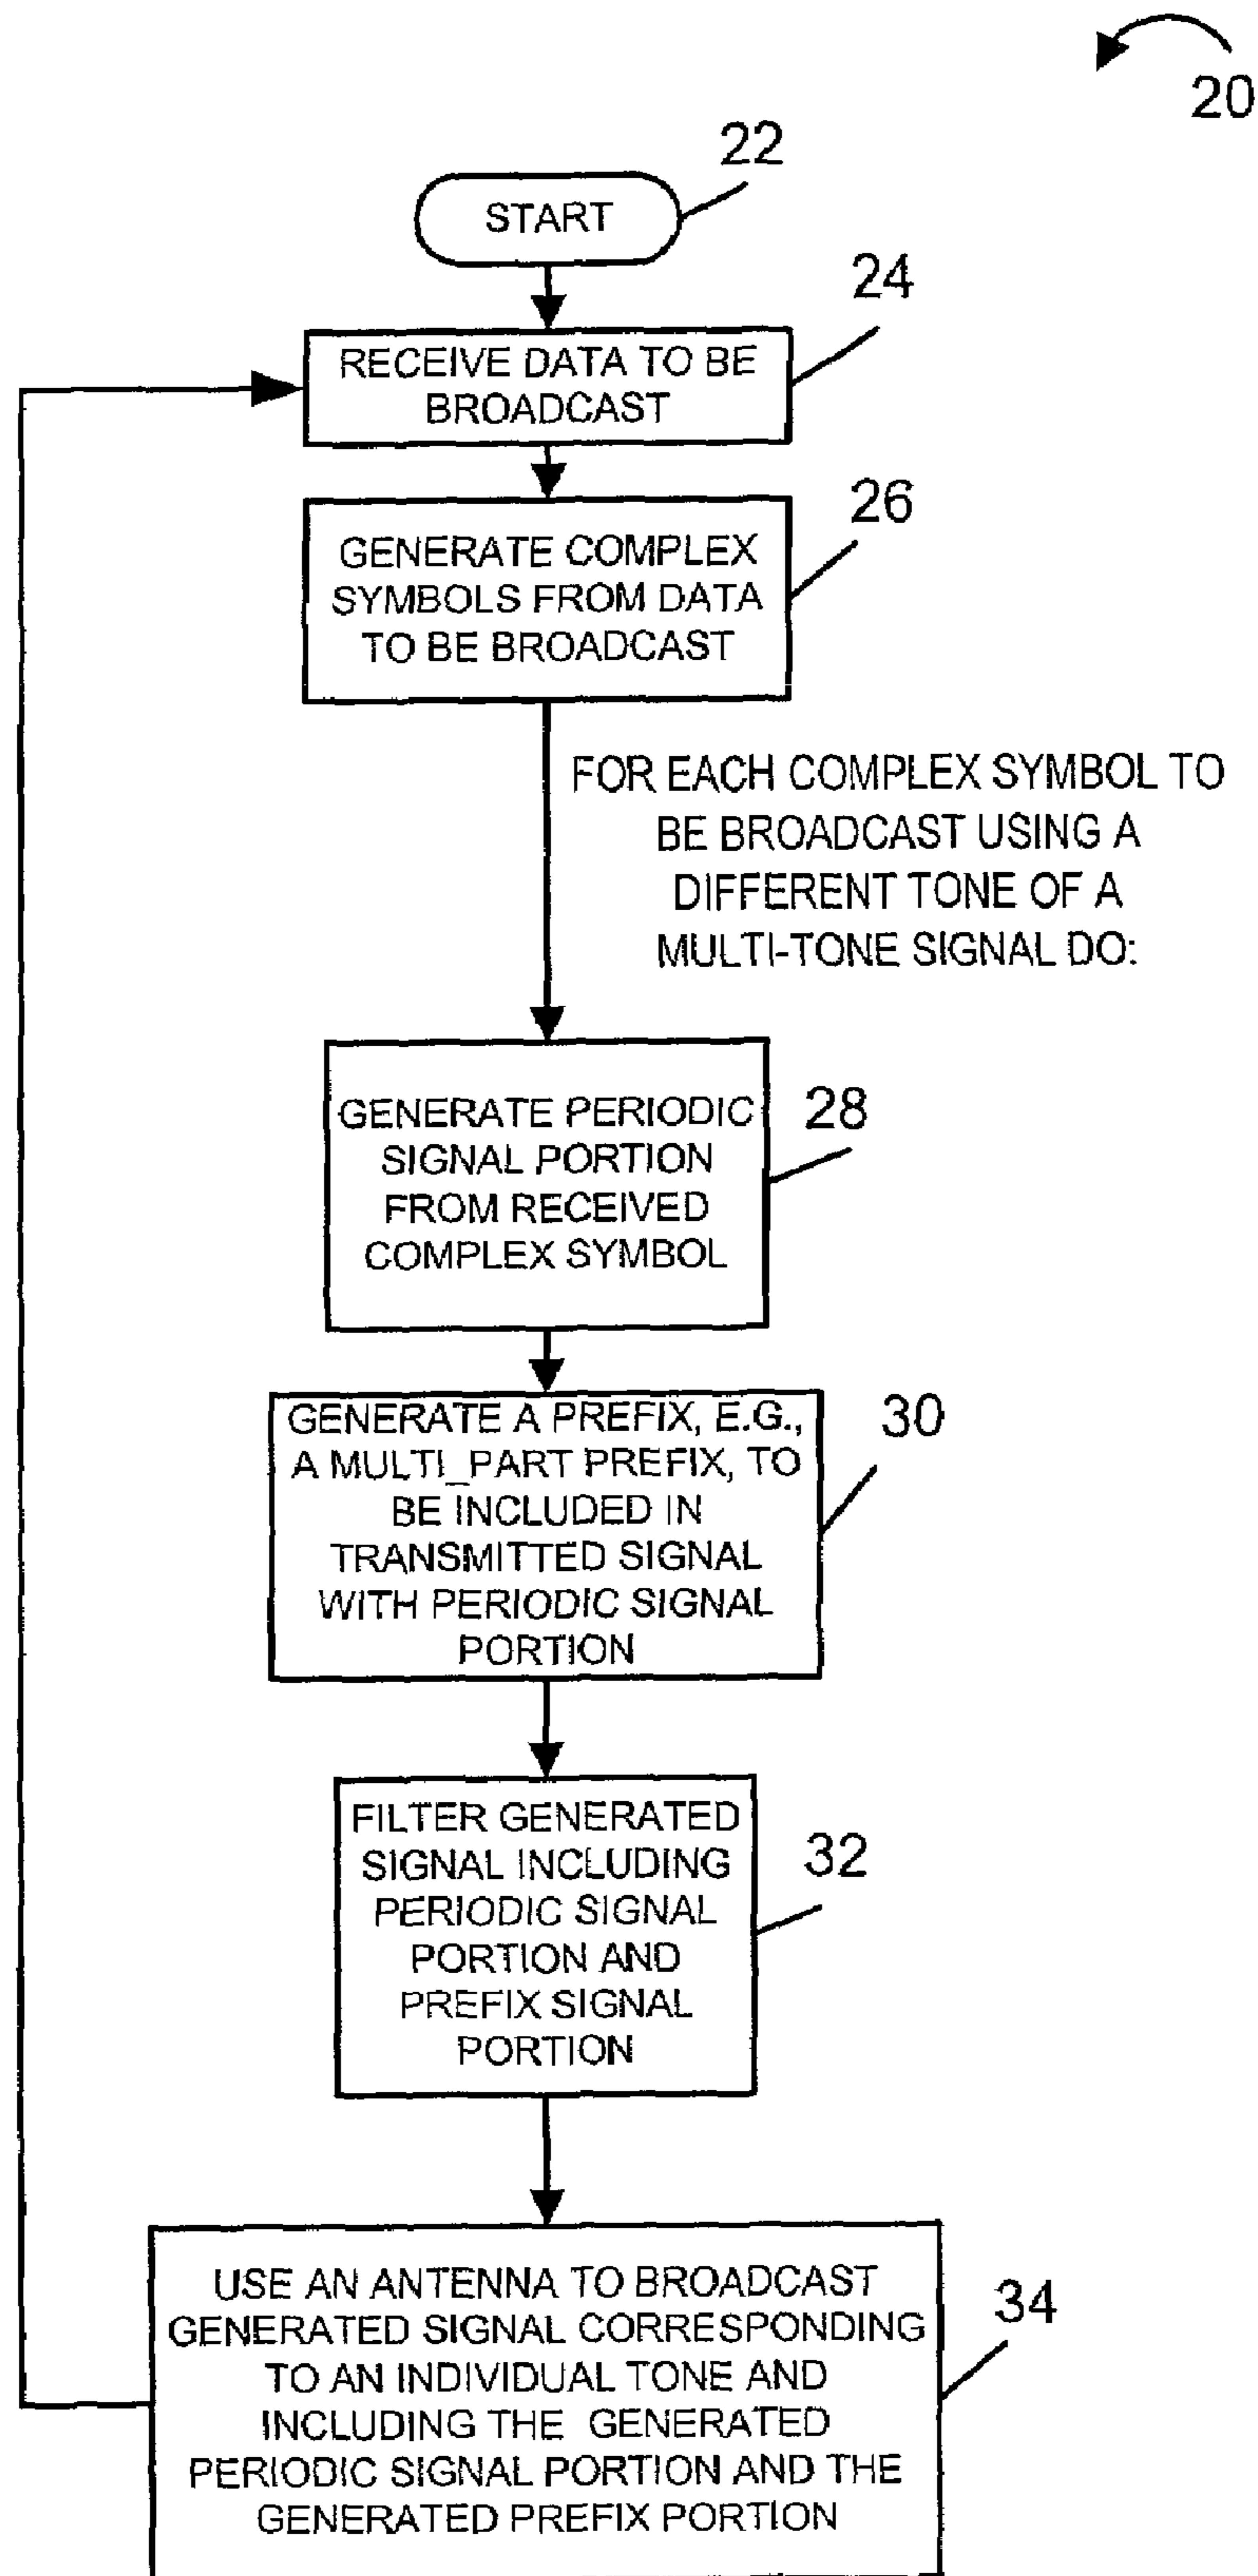 20
22
START
24
RECEIVE DATA TO BE
BROADCAST
26
GENERATE COMPLEX
SYMBOLS FROM DATA
TO BE BROADCAST
FOR EACH COMPLEX SYMBOL TO
BE BROADCAST USING A
DIFFERENT TONE OF A
MULTI-TONE SIGNAL DO:
28
GENERATE PERIODIC
SIGNAL PORTION
FROM RECEIVED
COMPLEX SYMBOL
30
GENERATE A PREFIX, E.G.,
A MULTI_PART PREFIX, TO
BE INCLUDED IN
TRANSMITTED SIGNAL
WITH PERIODIC SIGNAL
PORTION
32
FILTER GENERATED
SIGNAL INCLUDING
PERIODIC SIGNAL
PORTION AND
PREFIX SIGNAL
PORTION
34
USE AN ANTENNA TO BROADCAST
GENERATED SIGNAL CORRESPONDING
TO AN INDIVIDUAL TONE AND
INCLUDING THE GENERATED
PERIODIC SIGNAL PORTION AND THE
GENERATED PREFIX PORTION